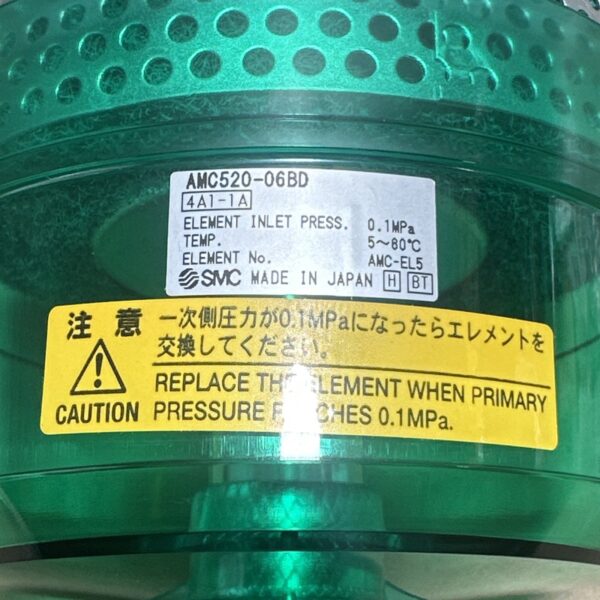 AMC520-06BD
4A1-1A
ELEMENT INLET PRESS. 0.1MPa
TEMP. 5～80℃
ELEMENT No. AMC-EL5
SMC MADE IN JAPAN H BT
注意 一次側圧力が0.1MPaになったらエレメントを
交換してください。
CAUTION
REPLACE THE ELEMENT WHEN PRIMARY
PRESSURE REACHES 0.1MPa.